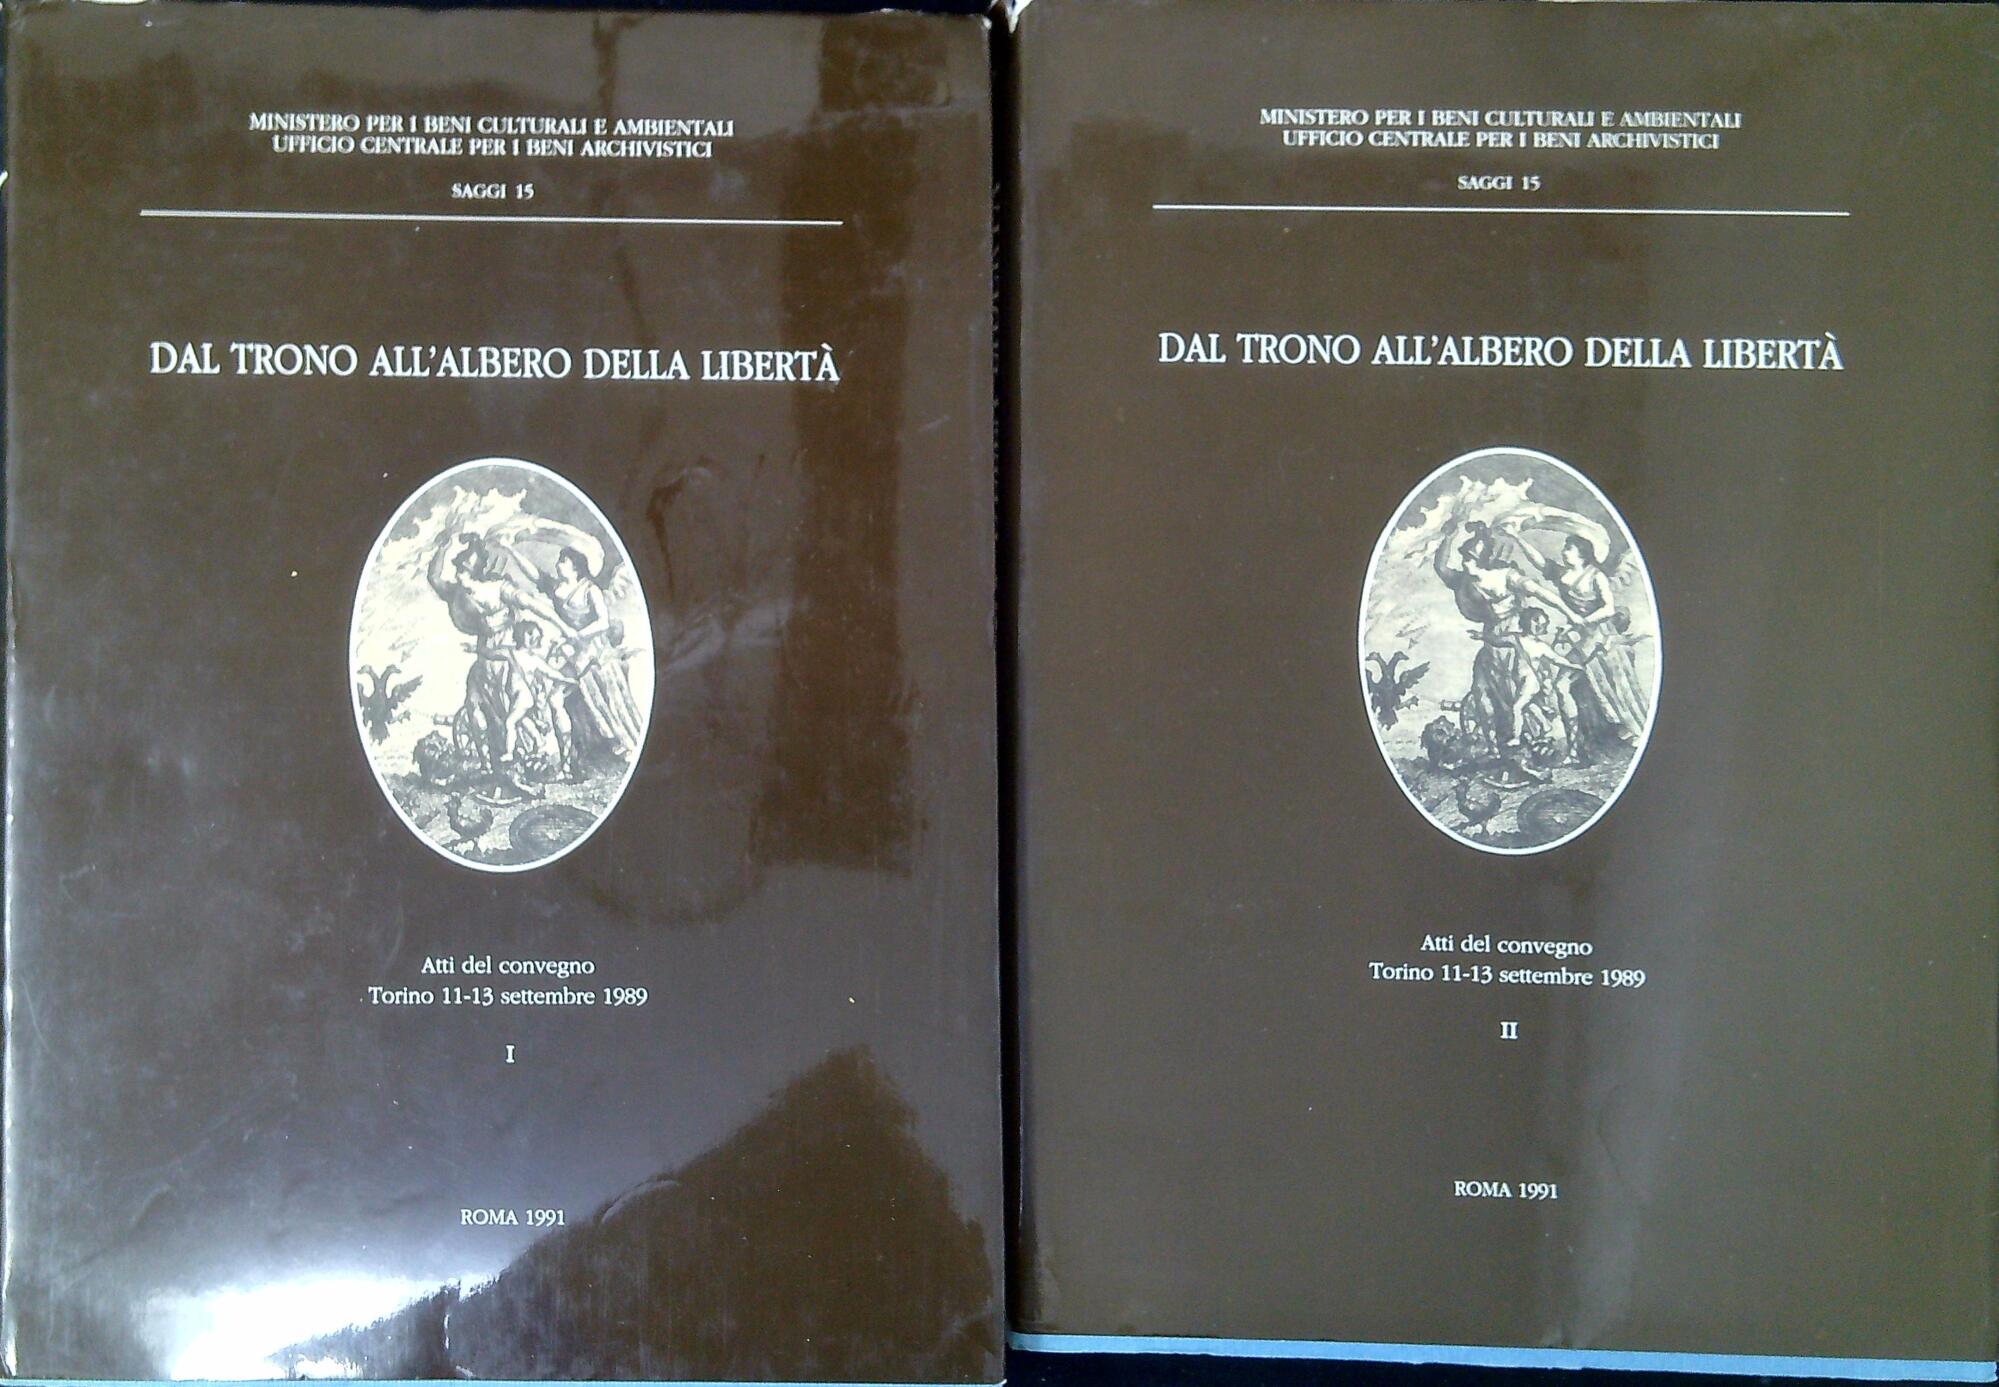 MINISTERO PER I BENI CULTURALI E AMBIENTALI
UFFICIO CENTRALE PER I BENI ARCHIVISTICI
SAGGI 15
DAL TRONO ALL'ALBERO DELLA LIBERTÀ
Atti del convegno
Torino 11-13 settembre 1989
I
ROMA 1991
MINISTERO PER I BENI CULTURALI E AMBIENTALI
UFFICIO CENTRALE PER I BENI ARCHIVISTICI
SAGGI 15
DAL TRONO ALL'ALBERO DELLA LIBERTÀ
Atti del convegno
Torino 11-13 settembre 1989
II
ROMA 1991